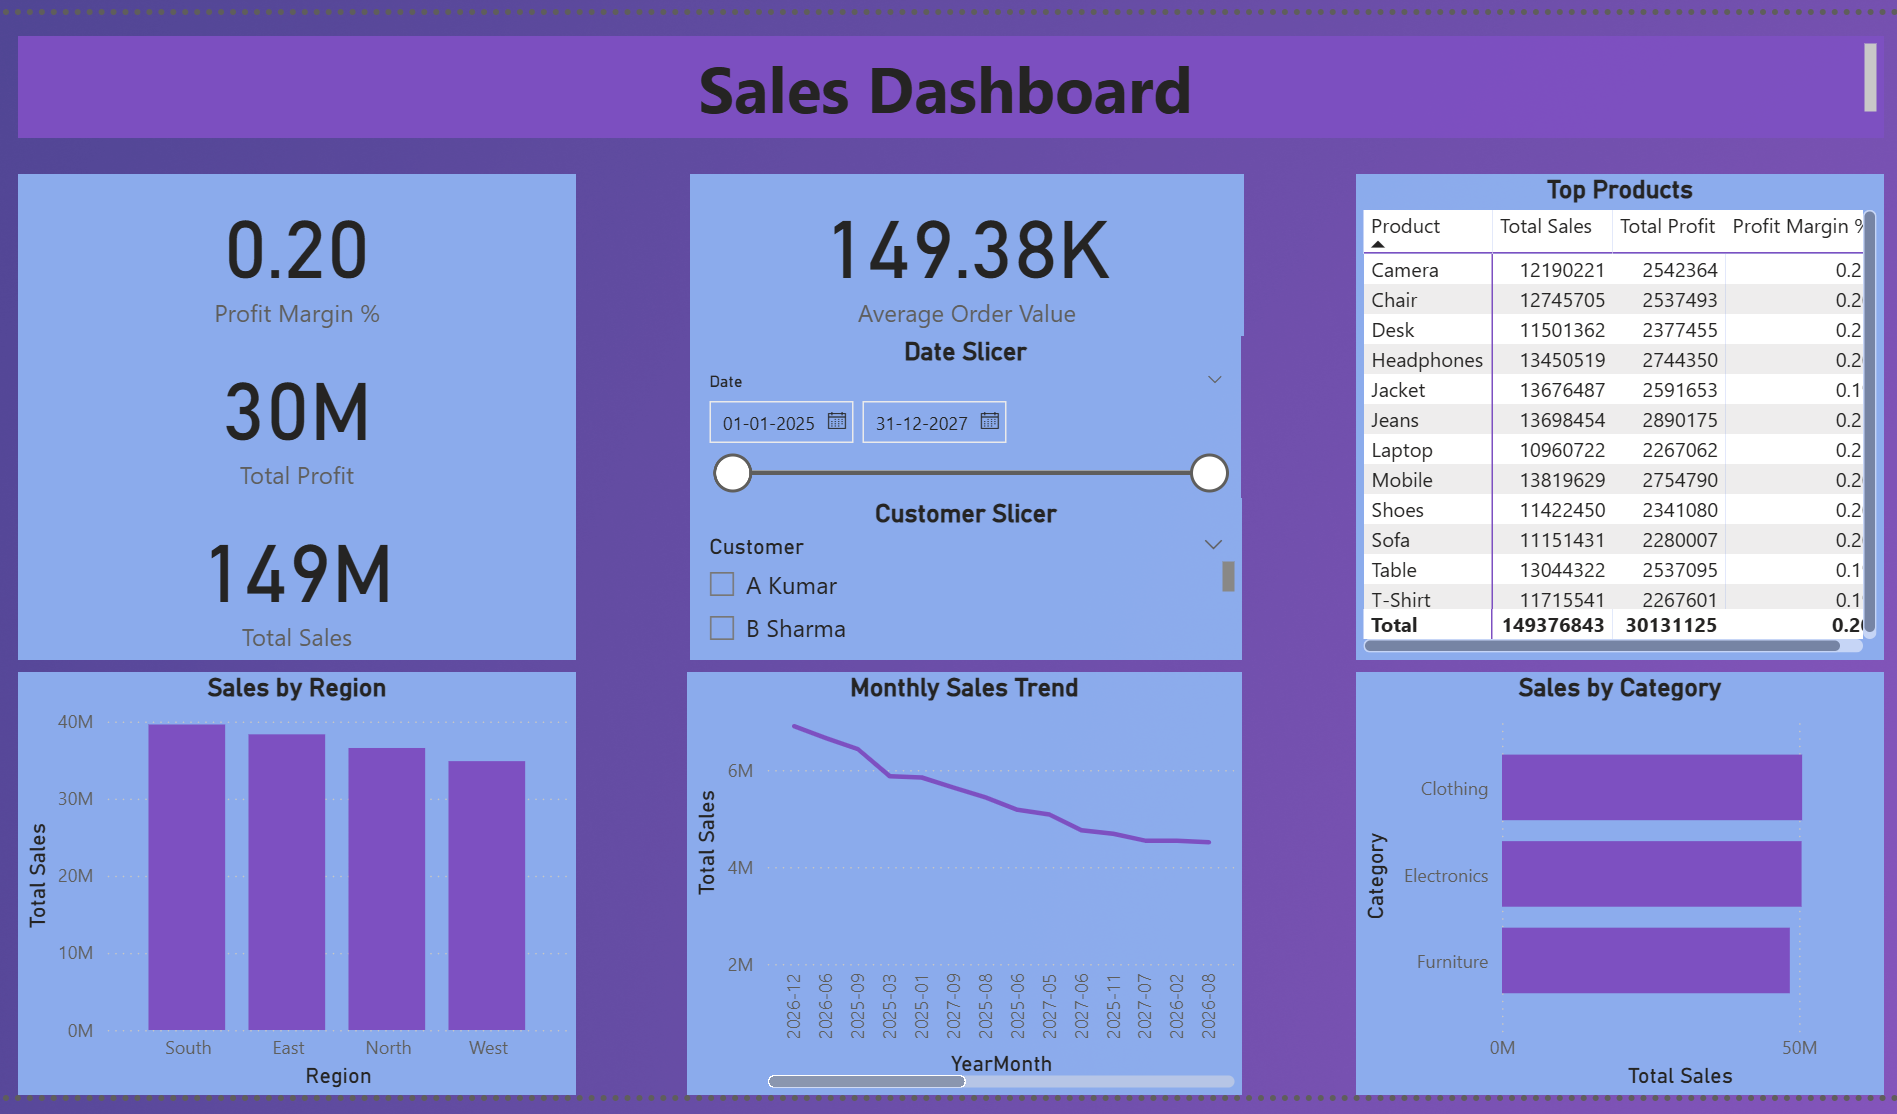 Sales Dashboard
0.20
Profit Margin %
30M
Total Profit
149M
Total Sales
149.38K
Average Order Value
Date Slicer
Date
01-01-2025 31-12-2027
Customer Slicer
Customer
A Kumar
B Sharma
Top Products
Product Total Sales Total Profit Profit Margin %
Camera 12190221 2542364 0.2
Chair 12745705 2537493 0.2
Desk 11501362 2377455 0.2
Headphones 13450519 2744350 0.2
Jacket 13676487 2591653 0.1
Jeans 13698454 2890175 0.2
Laptop 10960722 2267062 0.2
Mobile 13819629 2754790 0.2
Shoes 11422450 2341080 0.2
Sofa 11151431 2280007 0.2
Table 13044322 2537095 0.1
T-Shirt 11715541 2267601 0.1
Total 149376843 30131125 0.20
Sales by Region
Total Sales
40M
30M
20M
10M
0M
South East North West
Region
Monthly Sales Trend
Total Sales
6M
4M
2M
2026-12 2026-06 2025-09 2025-03 2025-01 2027-09 2025-08 2025-06 2027-05 2027-06 2025-11 2027-07 2026-02 2026-08
YearMonth
Sales by Category
Category
Clothing
Electronics
Furniture
0M 50M
Total Sales